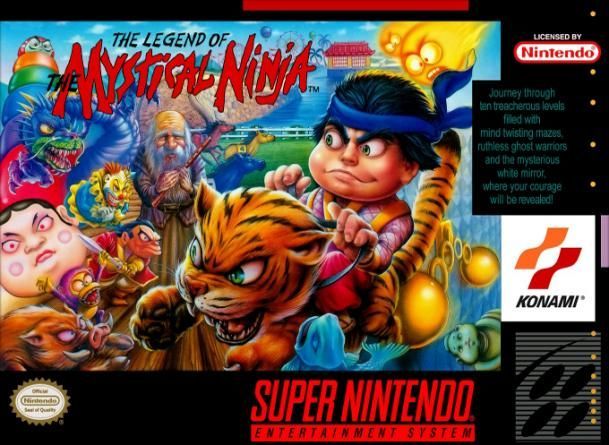 THE LEGEND OF
THE MYSTICAL NINJA™
LICENSED BY
Nintendo®
Journey through
ten treacherous levels
filled with
mind twisting mazes,
ruthless ghost warriors
and the mysterious
white mirror,
where your courage
will be revealed!
KONAMI®
Official
Nintendo
Seal of Quality
SUPER NINTENDO
ENTERTAINMENT SYSTEM